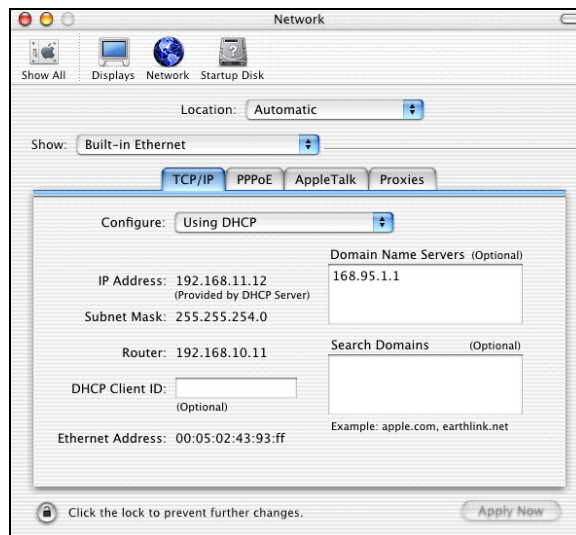 Network
Show All Displays Network Startup Disk
Location: Automatic
Show: Built-in Ethernet
TCP/IP PPPoE AppleTalk Proxies
Configure: Using DHCP
Domain Name Servers (Optional)
168.95.1.1
IP Address: 192.168.11.12
(Provided by DHCP Server)
Subnet Mask: 255.255.254.0
Router: 192.168.10.11
Search Domains (Optional)
DHCP Client ID:
(Optional)
Example: apple.com, earthlink.net
Ethernet Address: 00:05:02:43:93:ff
Click the lock to prevent further changes.
Apply Now